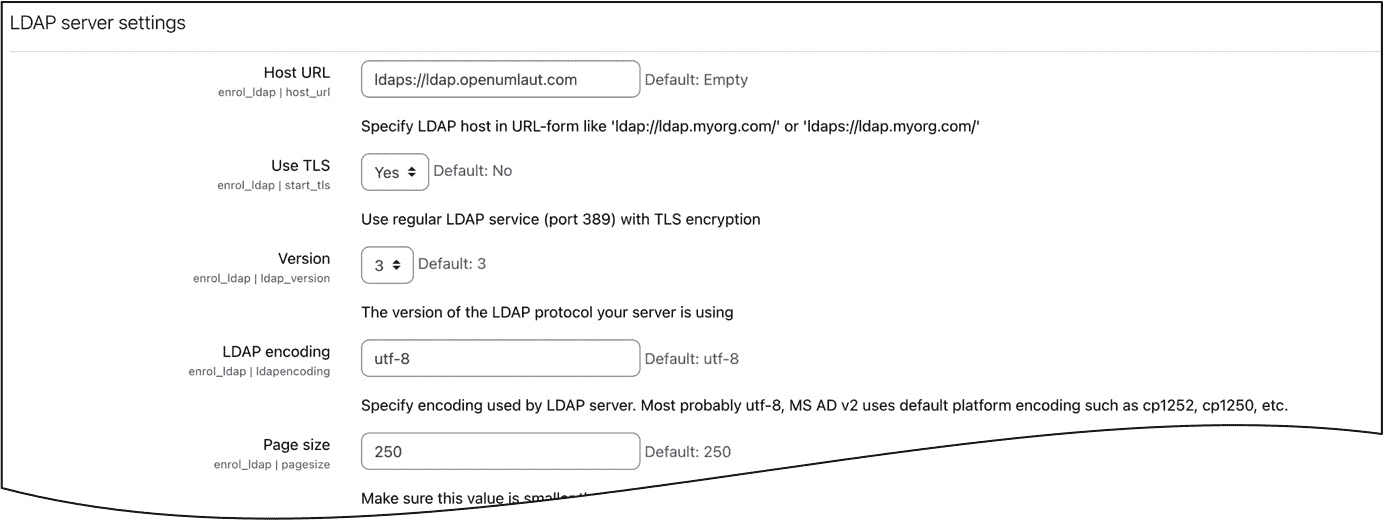 LDAP server settings
Host URL
ldaps://ldap.openumlaut.com Default: Empty
enrol_ldap | host_url
Specify LDAP host in URL-form like 'ldap://ldap.myorg.com/' or 'ldaps://ldap.myorg.com/'
Use TLS
Yes Default: No
enrol_ldap | start_tls
Use regular LDAP service (port 389) with TLS encryption
Version
3 Default: 3
enrol_ldap | ldap_version
The version of the LDAP protocol your server is using
LDAP encoding
utf-8 Default: utf-8
enrol_ldap | ldapencoding
Specify encoding used by LDAP server. Most probably utf-8, MS AD v2 uses default platform encoding such as cp1252, cp1250, etc.
Page size
250 Default: 250
enrol_ldap | pagesize
Make sure this value is smaller